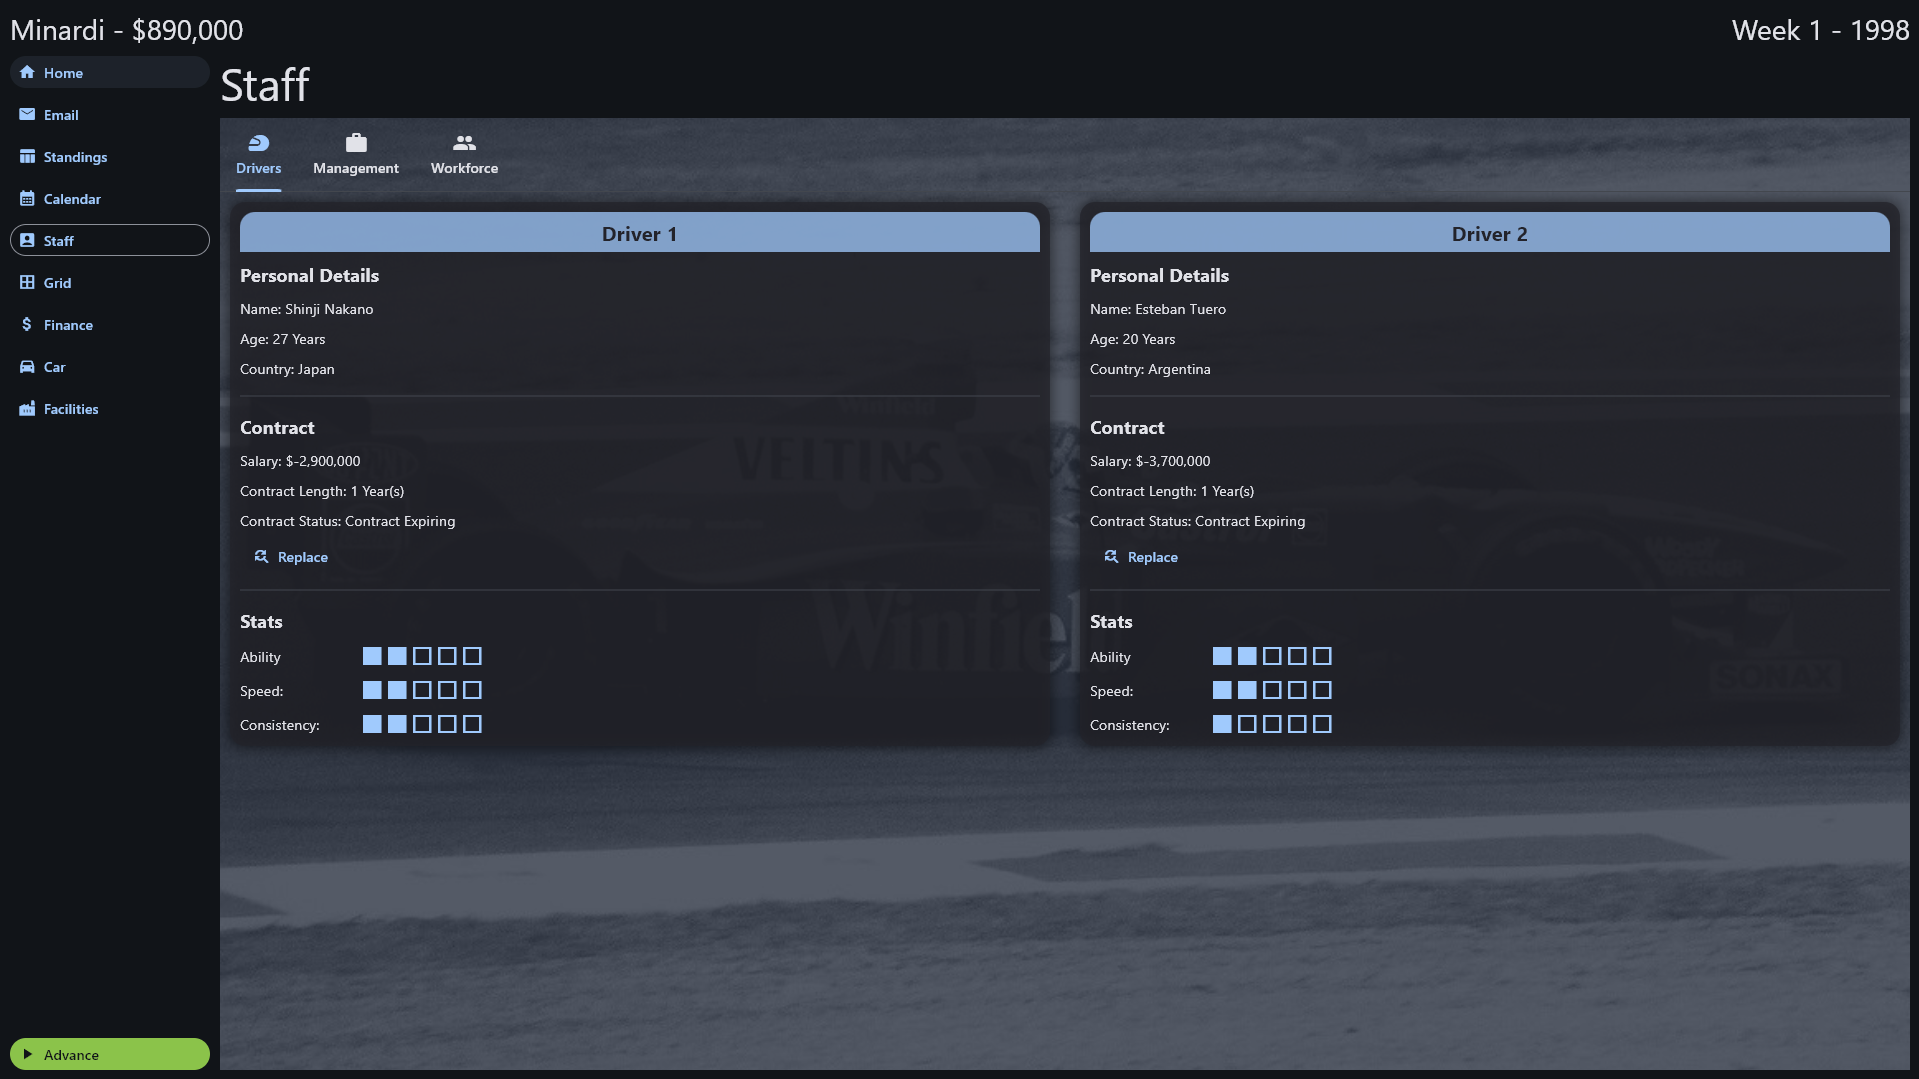 Minardi - $890,000
Week 1 - 1998
Home
Email
Standings
Calendar
Staff
Grid
Finance
Car
Facilities
Advance
Staff
Drivers
Management
Workforce
Driver 1
Personal Details
Name: Shinji Nakano
Age: 27 Years
Country: Japan
Contract
Salary: $-2,900,000
Contract Length: 1 Year(s)
Contract Status: Contract Expiring
Replace
Stats
Ability
Speed:
Consistency:
Driver 2
Personal Details
Name: Esteban Tuero
Age: 20 Years
Country: Argentina
Contract
Salary: $-3,700,000
Contract Length: 1 Year(s)
Contract Status: Contract Expiring
Replace
Stats
Ability
Speed:
Consistency:
Winfield
VELTINS
Winfield
SONAX